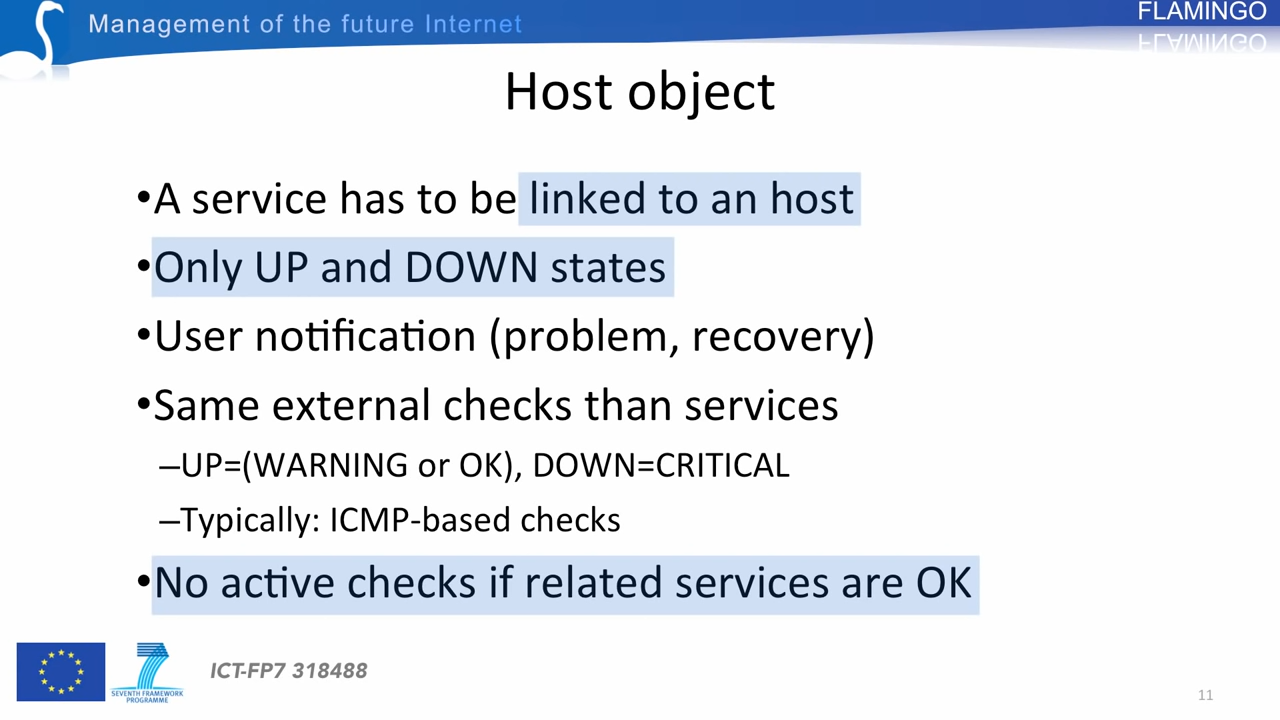 Management of the future Internet
FLAMINGO
Host object
•A service has to be linked to an host
•Only UP and DOWN states
•User notification (problem, recovery)
•Same external checks than services
–UP=(WARNING or OK), DOWN=CRITICAL
–Typically: ICMP-based checks
•No active checks if related services are OK
SEVENTH FRAMEWORK
PROGRAMME
ICT-FP7 318488
11